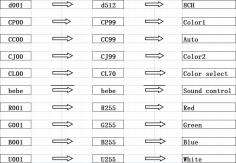 d001 d512 8CH
CP00 CP99 Color1
CC00 CC99 Auto
CJ00 CJ99 Color2
CL00 CL70 Color select
bebe bebe Sound control
R001 R255 Red
G001 G255 Green
B001 B255 Blue
U001 U255 White